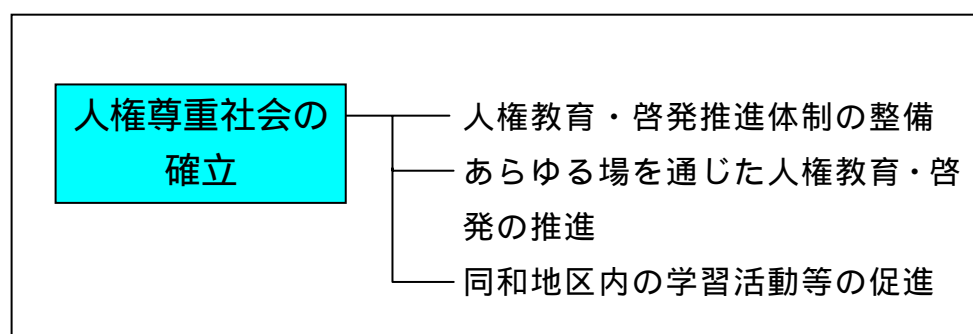 人権尊重社会の
確立
人権教育・啓発推進体制の整備
あらゆる場を通じた人権教育・啓
発の推進
同和地区内の学習活動等の促進